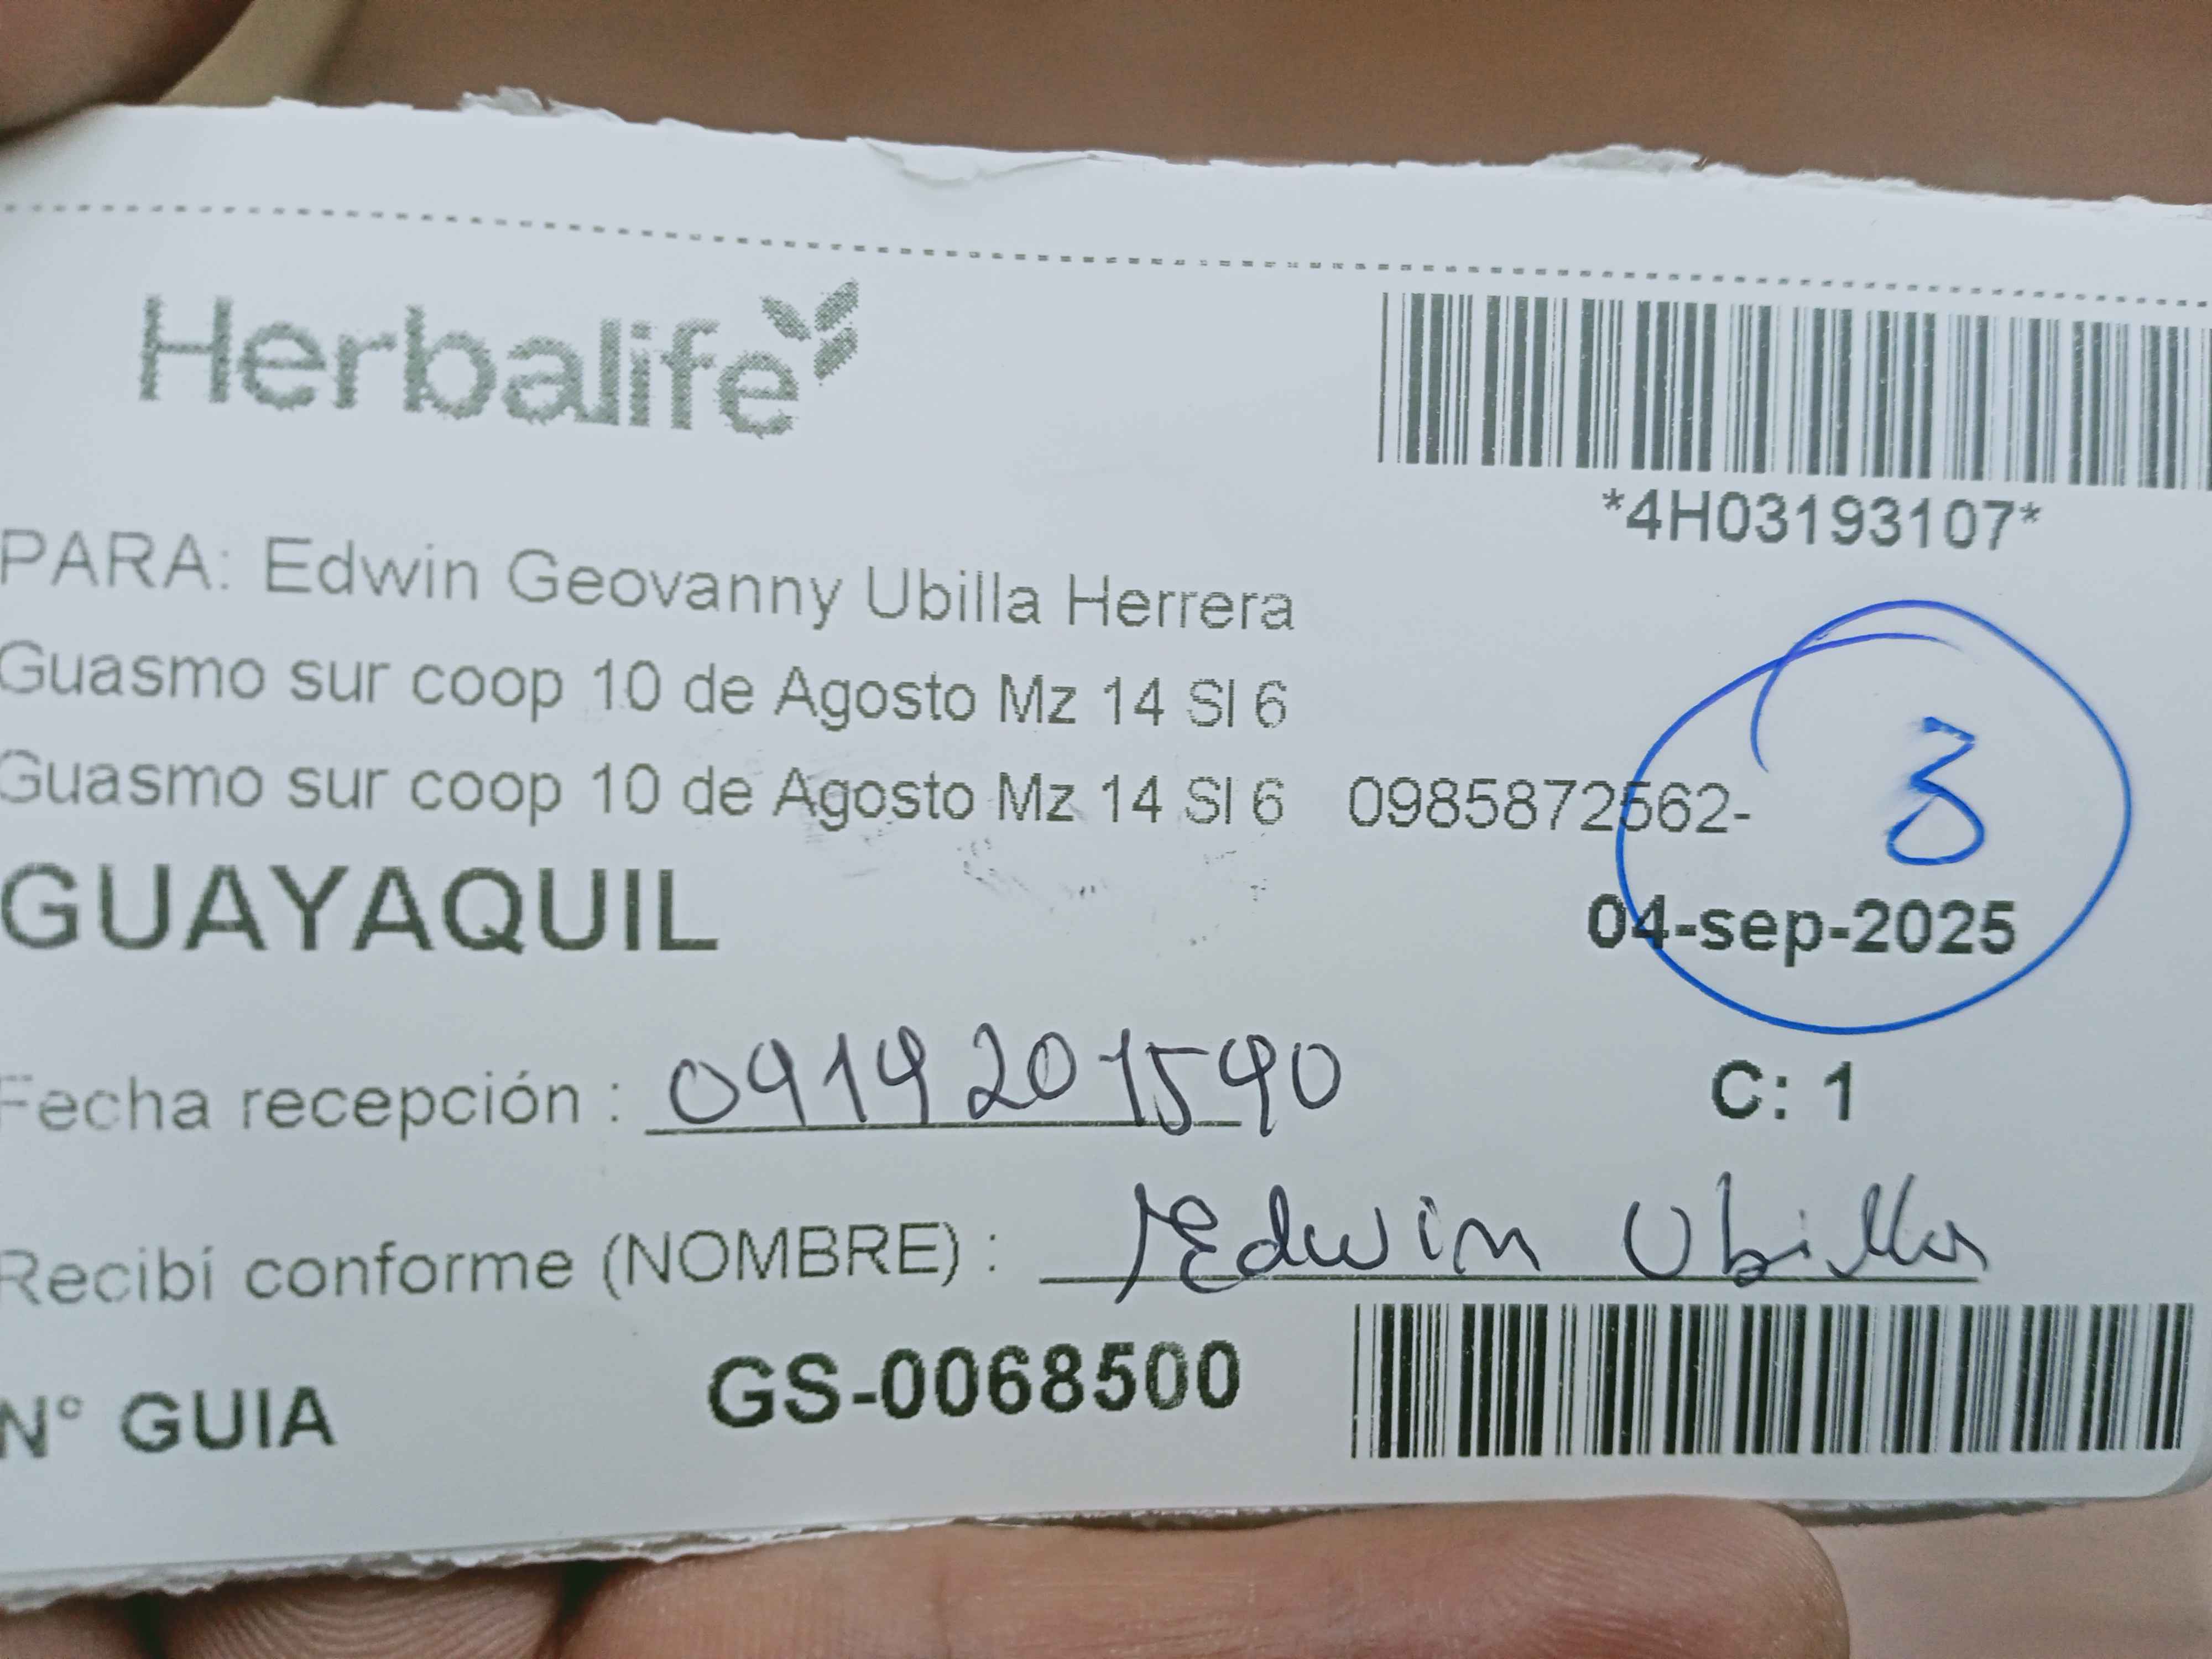 Herbalife
*4H03193107*
PARA: Edwin Geovanny Ubilla Herrera
Guasmo sur coop 10 de Agosto Mz 14 Sl 6
3
Guasmo sur coop 10 de Agosto Mz 14 Sl 6 0985872562-
GUAYAQUIL 04-sep-2025
Fecha recepción : 0919201590 C: 1
Recibí conforme (NOMBRE) : Edwin Ubilla
N° GUIA GS-0068500